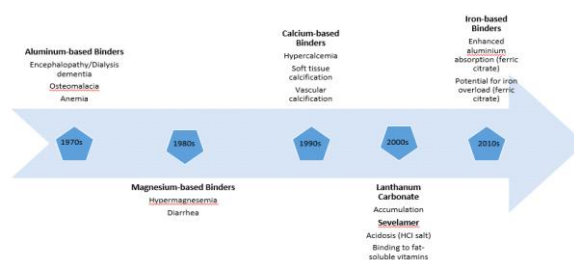 Aluminum-based Binders
Encephalopathy/Dialysis
dementia
Osteomalacia
Anemia
Calcium-based
Binders
Hypercalcemia
Soft tissue
calcification
Vascular
calcification
Iron-based
Binders
Enhanced
aluminium
absorption (ferric
citrate)
Potential for iron
overload (ferric
citrate)
1970s
1980s
1990s
2000s
2010s
Magnesium-based Binders
Hypermagnesemia
Diarrhea
Lanthanum
Carbonate
Accumulation
Sevelamer
Acidosis (HCl salt)
Binding to fat-
soluble vitamins